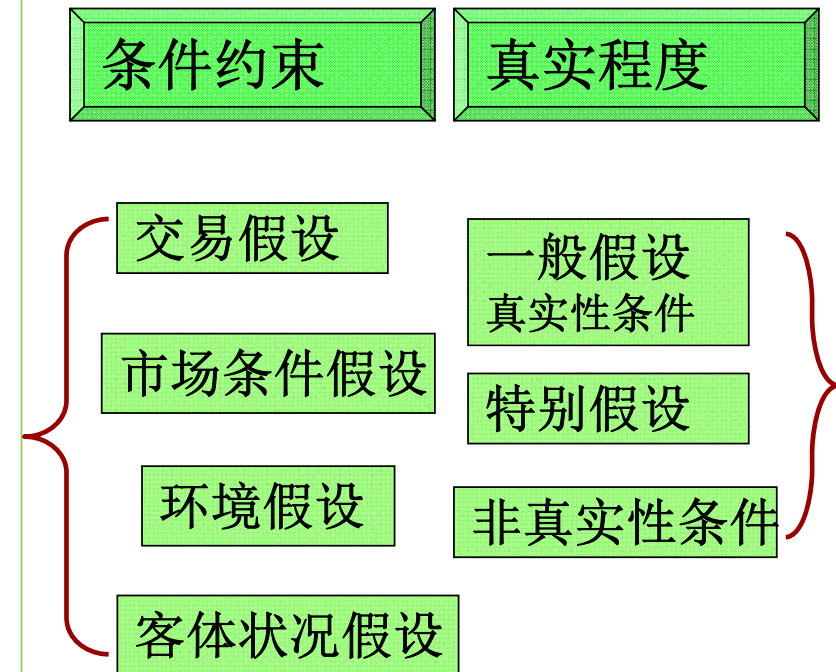 条件约束
真实程度
交易假设
市场条件假设
环境假设
客体状况假设
一般假设
真实性条件
特别假设
非真实性条件